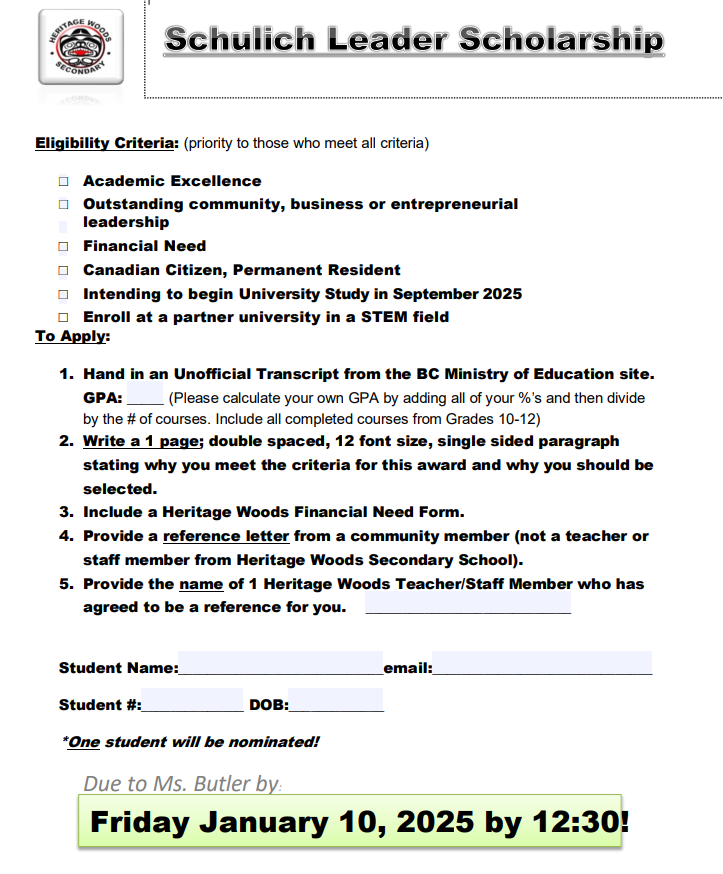 HERITAGE WOODS
SECONDARY
Schulich Leader Scholarship
Eligibility Criteria: (priority to those who meet all criteria)
☐ Academic Excellence
☐ Outstanding community, business or entrepreneurial
leadership
☐ Financial Need
☐ Canadian Citizen, Permanent Resident
☐ Intending to begin University Study in September 2025
☐ Enroll at a partner university in a STEM field
To Apply:
1. Hand in an Unofficial Transcript from the BC Ministry of Education site.
GPA: ____ (Please calculate your own GPA by adding all of your %'s and then divide
by the # of courses. Include all completed courses from Grades 10-12)
2. Write a 1 page; double spaced, 12 font size, single sided paragraph
stating why you meet the criteria for this award and why you should be
selected.
3. Include a Heritage Woods Financial Need Form.
4. Provide a reference letter from a community member (not a teacher or
staff member from Heritage Woods Secondary School).
5. Provide the name of 1 Heritage Woods Teacher/Staff Member who has
agreed to be a reference for you. ____________________
Student Name:____________________email:____________________
Student #:__________ DOB:__________
*One student will be nominated!
Due to Ms. Butler by:
Friday January 10, 2025 by 12:30!